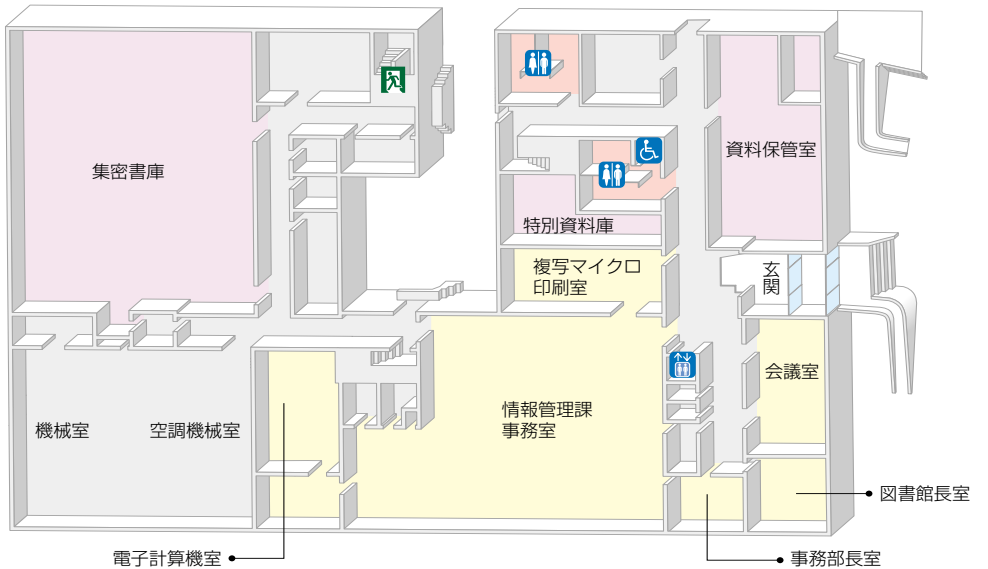 集密書庫
資料保管室
特別資料庫
複写マイクロ
印刷室
玄
関
会議室
情報管理課
事務室
機械室
空調機械室
図書館長室
電子計算機室
事務部長室